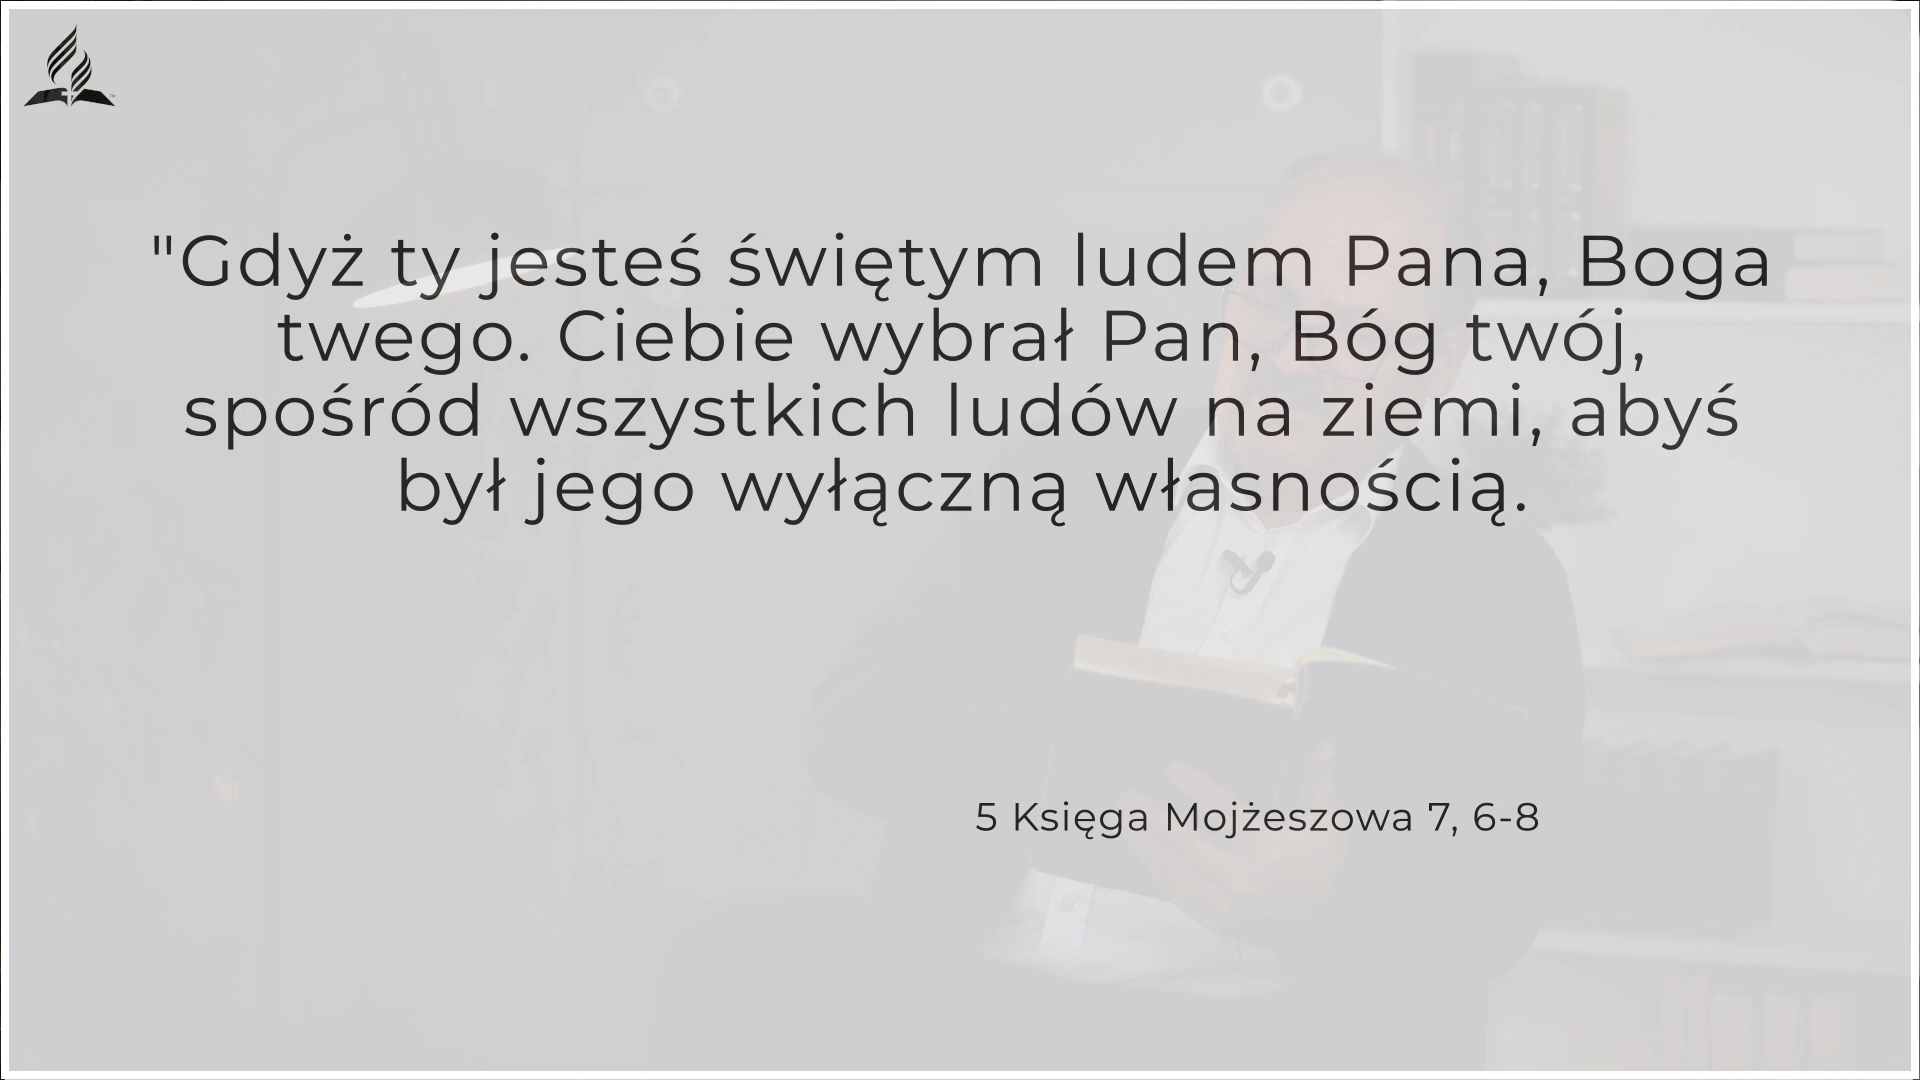 "Gdyż ty jesteś świętym ludem Pana, Boga
twego. Ciebie wybrał Pan, Bóg twój,
spośród wszystkich ludów na ziemi, abyś
był jego wyłączną własnością.
5 Księga Mojżeszowa 7, 6-8